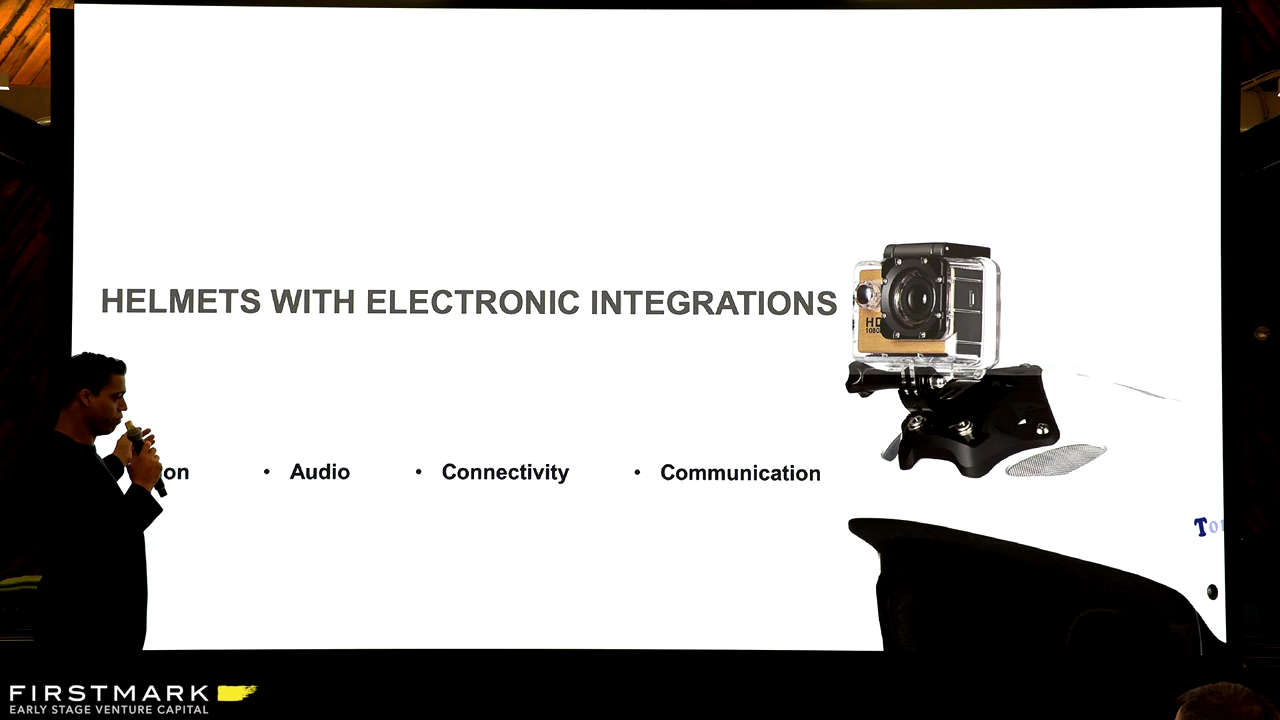 HELMETS WITH ELECTRONIC INTEGRATIONS
HD
1080
• Audio • Connectivity • Communication
FIRSTMARK
EARLY STAGE VENTURE CAPITAL